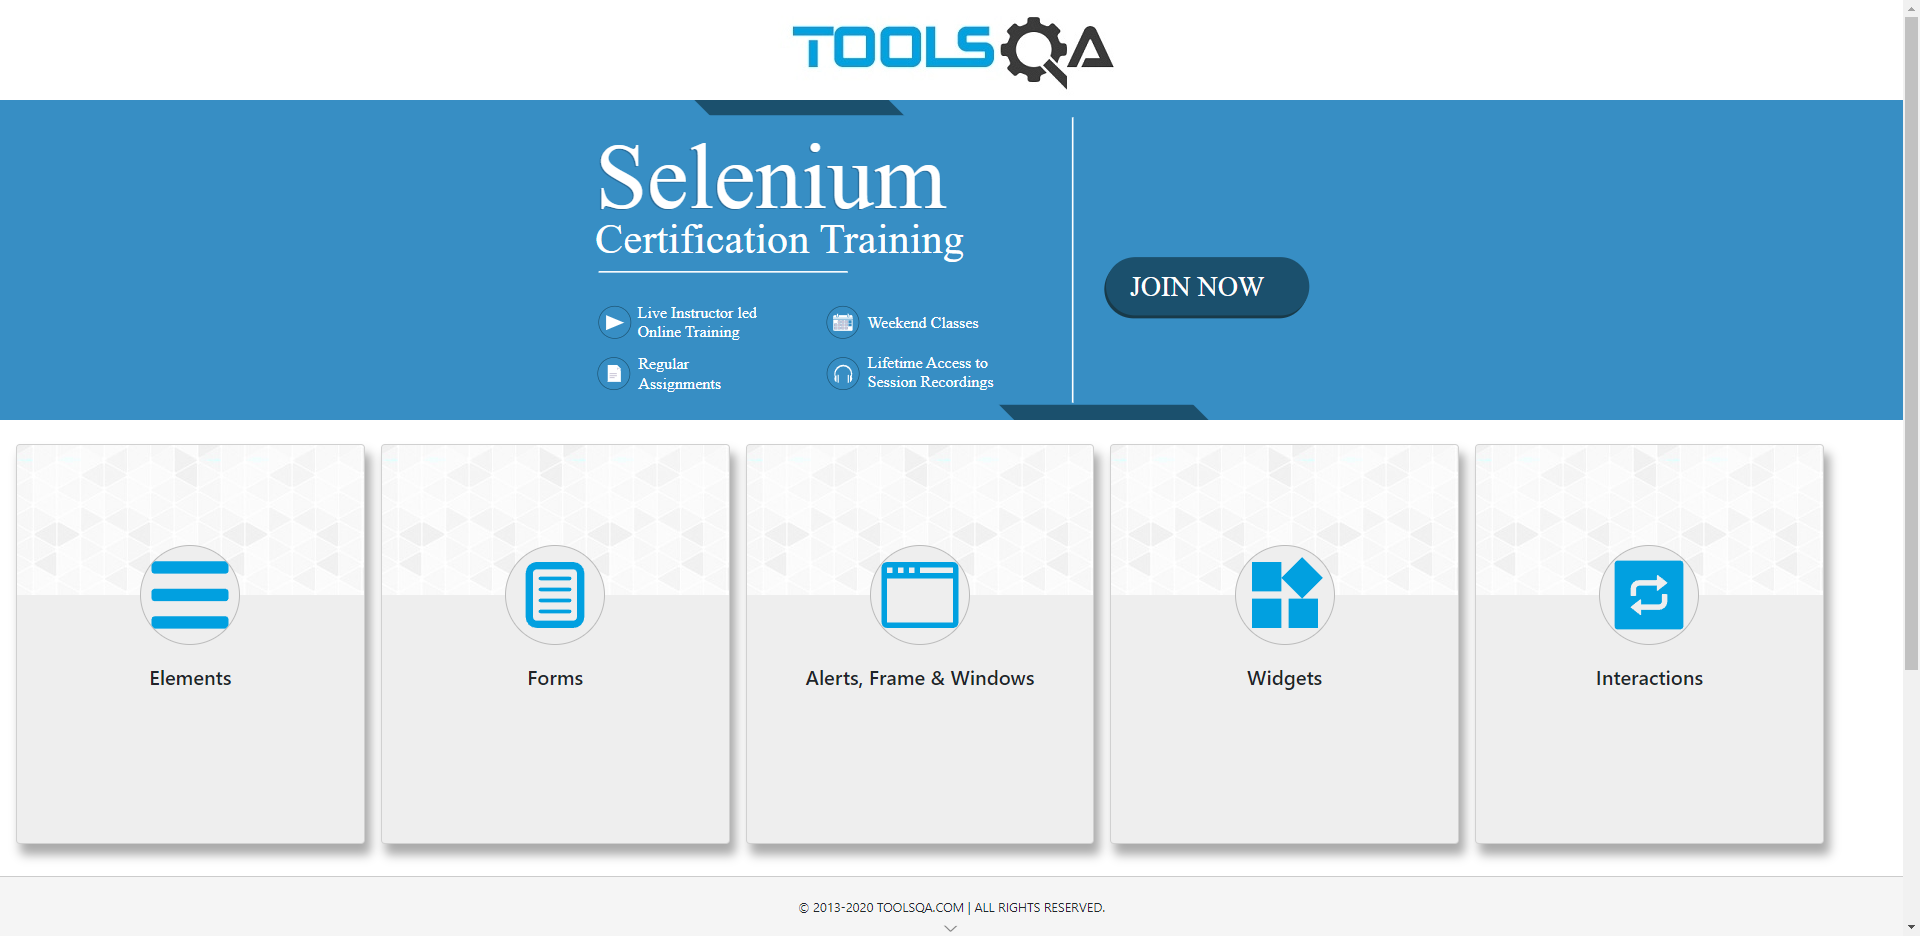 TOOLSQA
Selenium
Certification Training
JOIN NOW
Live Instructor led
Online Training
Weekend Classes
Regular
Assignments
Lifetime Access to
Session Recordings
Elements
Forms
Alerts, Frame & Windows
Widgets
Interactions
© 2013-2020 TOOLSQA.COM | ALL RIGHTS RESERVED.